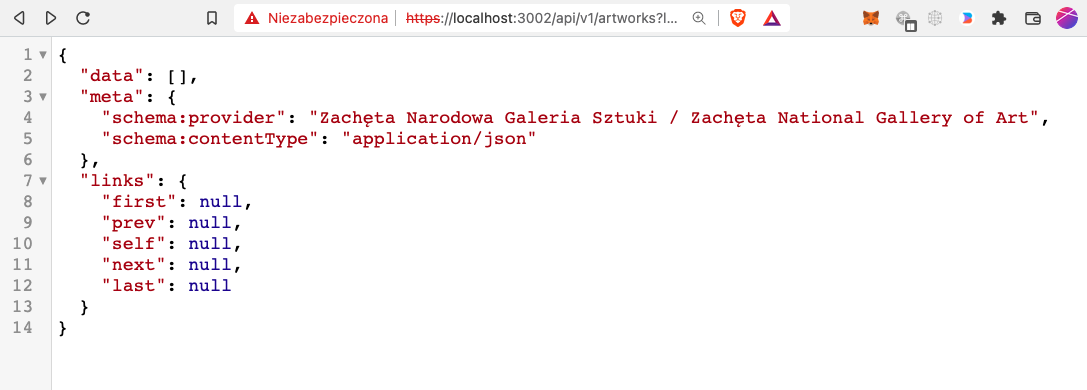 Niezabezpieczona https://localhost:3002/api/v1/artworks?l...
1 {
2 "data": [],
3 "meta": {
4 "schema:provider": "Zachęta Narodowa Galeria Sztuki / Zachęta National Gallery of Art",
5 "schema:contentType": "application/json"
6 },
7 "links": {
8 "first": null,
9 "prev": null,
10 "self": null,
11 "next": null,
12 "last": null
13 }
14 }